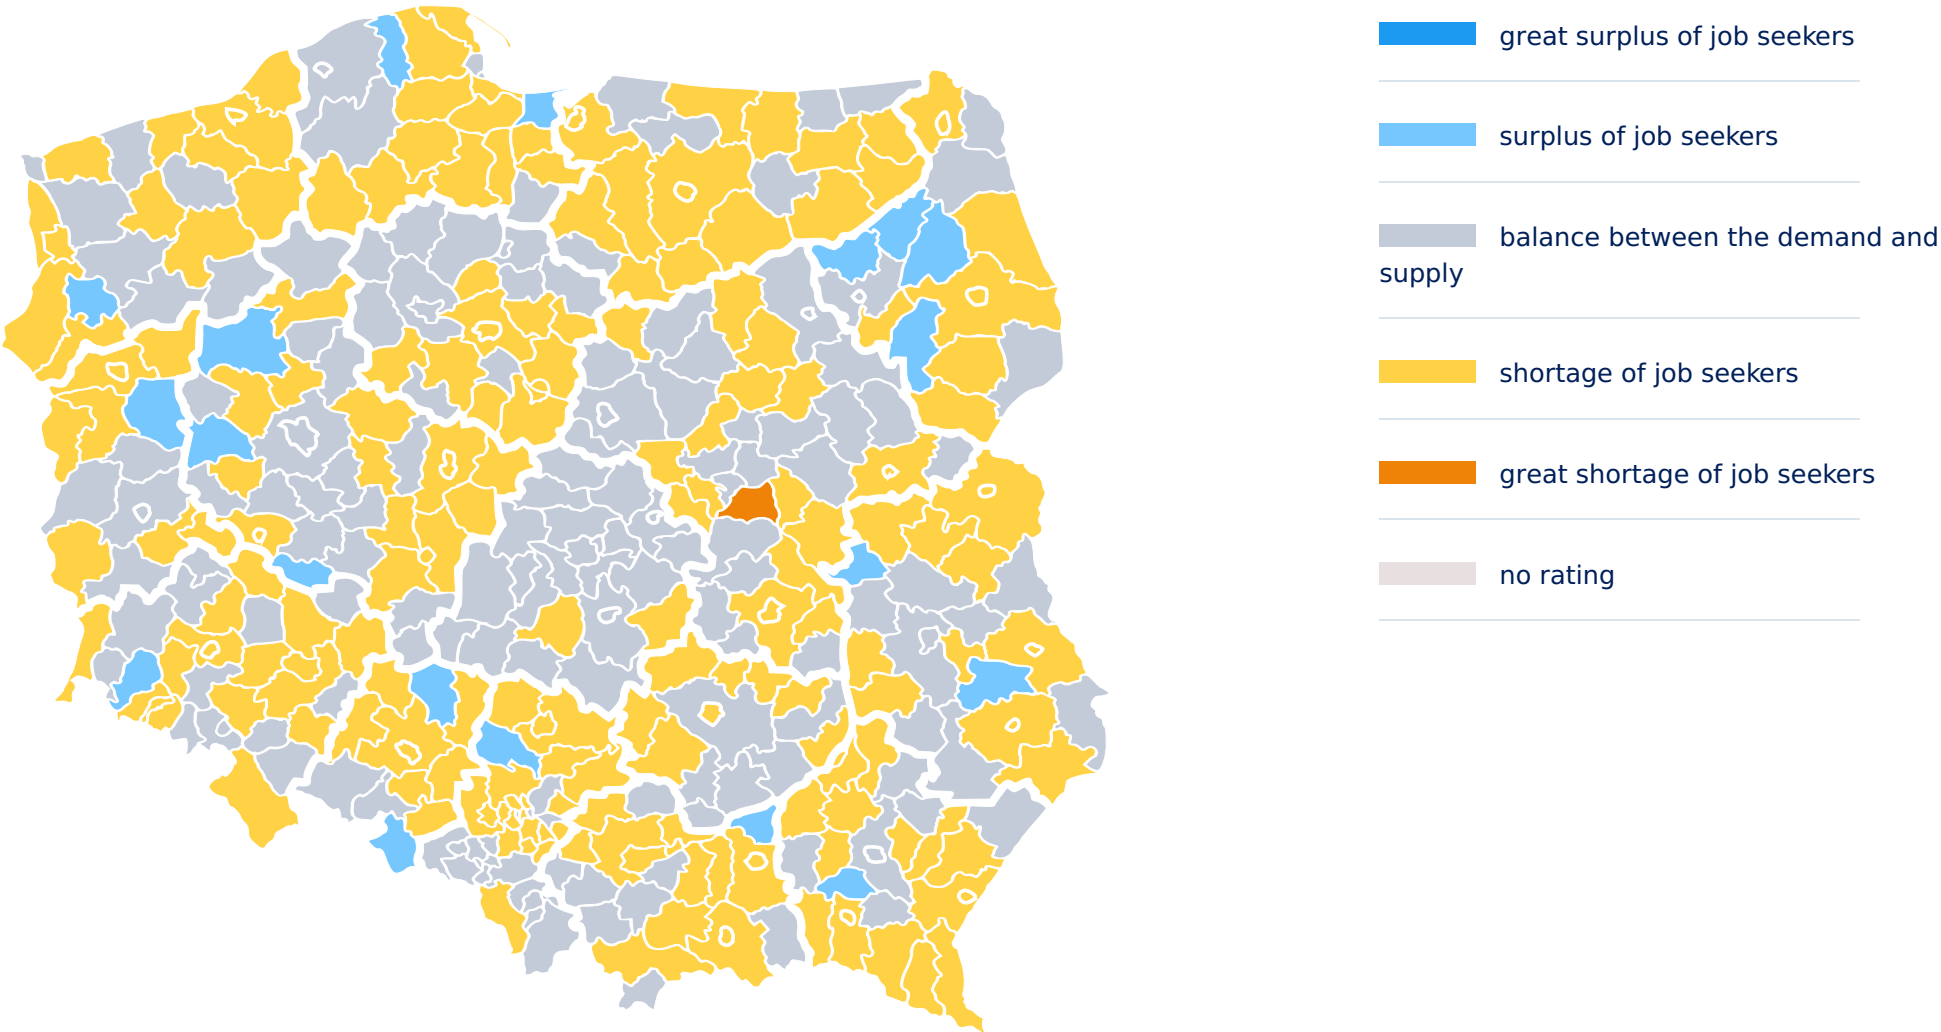 great surplus of job seekers
surplus of job seekers
balance between the demand and
supply
shortage of job seekers
great shortage of job seekers
no rating